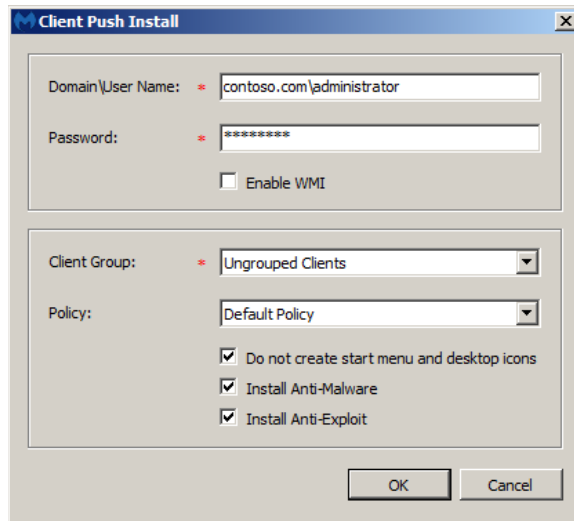 Client Push Install
Domain\User Name: * contoso.com\administrator
Password: * ********
Enable WMI
Client Group: * Ungrouped Clients
Policy: Default Policy
Do not create start menu and desktop icons
Install Anti-Malware
Install Anti-Exploit
OK Cancel